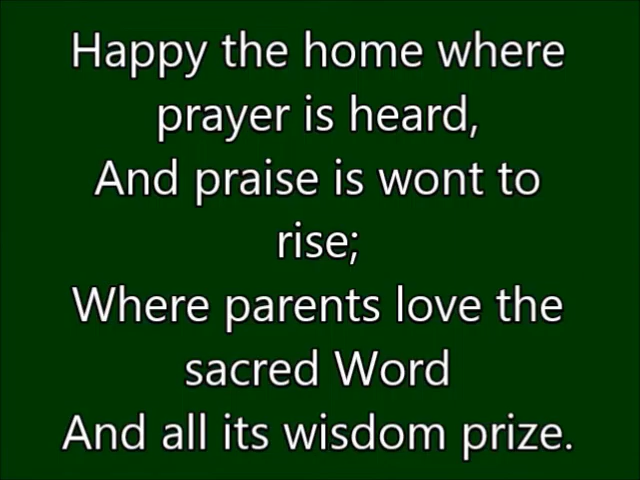 Happy the home where
prayer is heard,
And praise is wont to
rise;
Where parents love the
sacred Word
And all its wisdom prize.